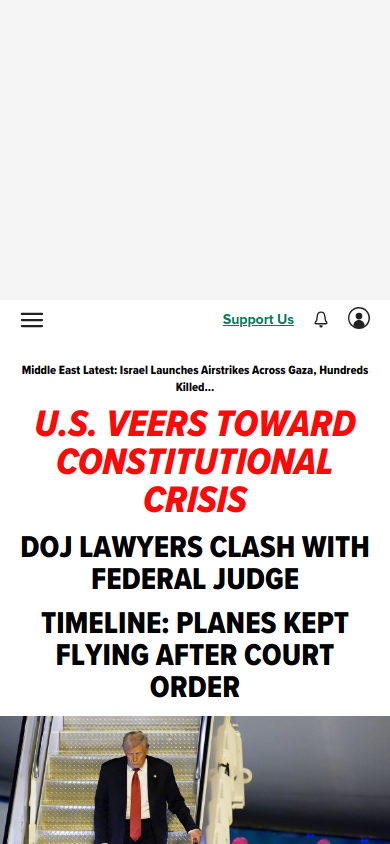 Support Us
Middle East Latest: Israel Launches Airstrikes Across Gaza, Hundreds
Killed...
U.S. VEERS TOWARD
CONSTITUTIONAL
CRISIS
DOJ LAWYERS CLASH WITH
FEDERAL JUDGE
TIMELINE: PLANES KEPT
FLYING AFTER COURT
ORDER